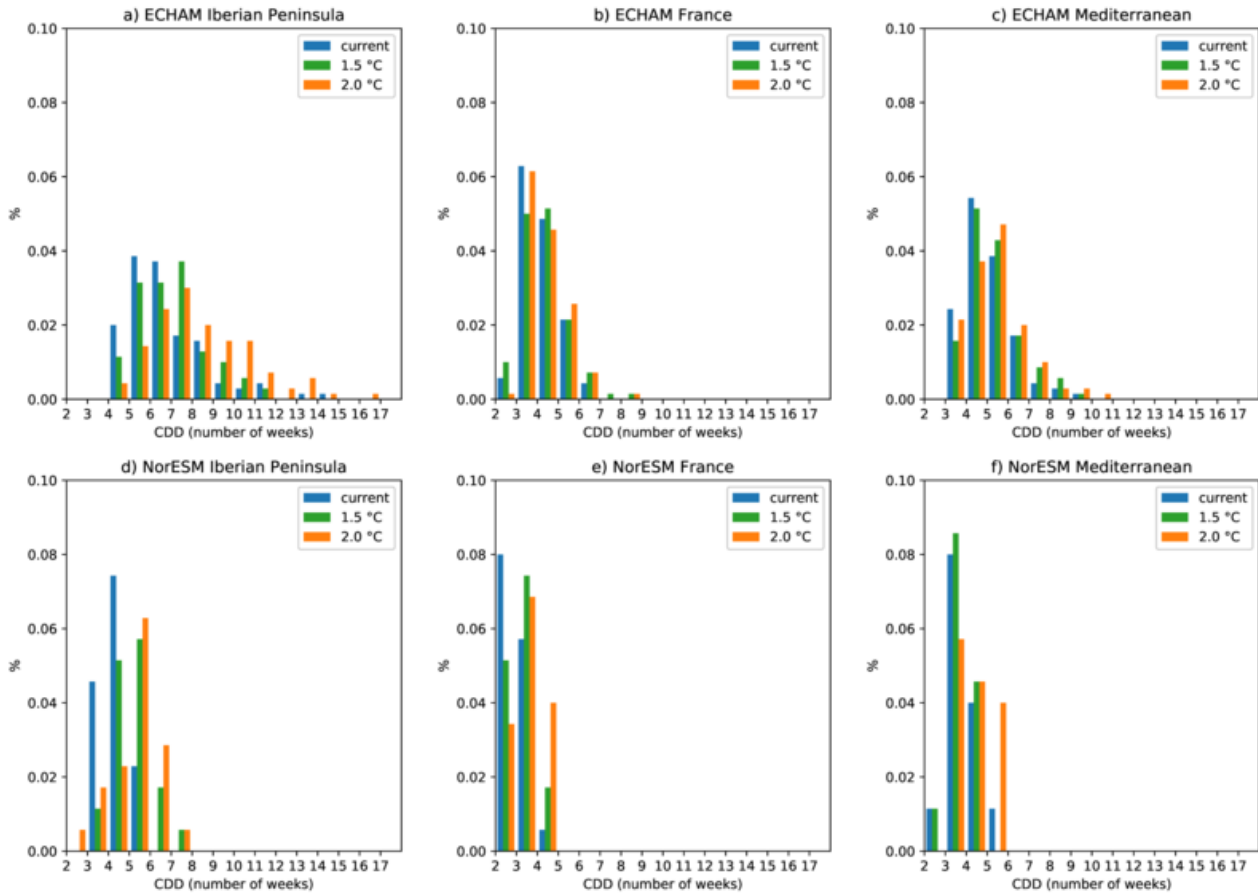 a) ECHAM Iberian Peninsula
0.10
0.08
0.06
0.04
0.02
0.00
%
current
1.5 °C
2.0 °C
2 3 4 5 6 7 8 9 10 11 12 13 14 15 16 17
CDD (number of weeks)
b) ECHAM France
0.10
0.08
0.06
0.04
0.02
0.00
%
current
1.5 °C
2.0 °C
2 3 4 5 6 7 8 9 10 11 12 13 14 15 16 17
CDD (number of weeks)
c) ECHAM Mediterranean
0.10
0.08
0.06
0.04
0.02
0.00
%
current
1.5 °C
2.0 °C
2 3 4 5 6 7 8 9 10 11 12 13 14 15 16 17
CDD (number of weeks)
d) NorESM Iberian Peninsula
0.10
0.08
0.06
0.04
0.02
0.00
%
current
1.5 °C
2.0 °C
2 3 4 5 6 7 8 9 10 11 12 13 14 15 16 17
CDD (number of weeks)
e) NorESM France
0.10
0.08
0.06
0.04
0.02
0.00
%
current
1.5 °C
2.0 °C
2 3 4 5 6 7 8 9 10 11 12 13 14 15 16 17
CDD (number of weeks)
f) NorESM Mediterranean
0.10
0.08
0.06
0.04
0.02
0.00
%
current
1.5 °C
2.0 °C
2 3 4 5 6 7 8 9 10 11 12 13 14 15 16 17
CDD (number of weeks)